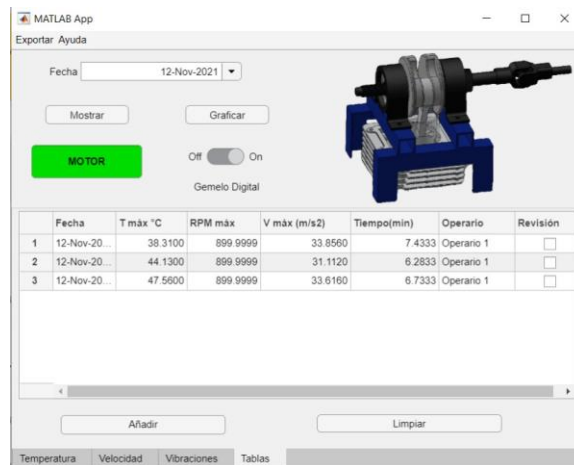 MATLAB App
Exportar Ayuda
Fecha 12-Nov-2021
Mostrar Graficar
MOTOR Off On
Gemelo Digital
Fecha T máx °C RPM máx V máx (m/s2) Tiempo(min) Operario Revisión
1 12-Nov-20... 38.3100 899.9999 33.8560 7.4333 Operario 1
2 12-Nov-20... 44.1300 899.9999 31.1120 6.2833 Operario 1
3 12-Nov-20... 47.5600 899.9999 33.6160 6.7333 Operario 1
Añadir Limpiar
Temperatura Velocidad Vibraciones Tablas